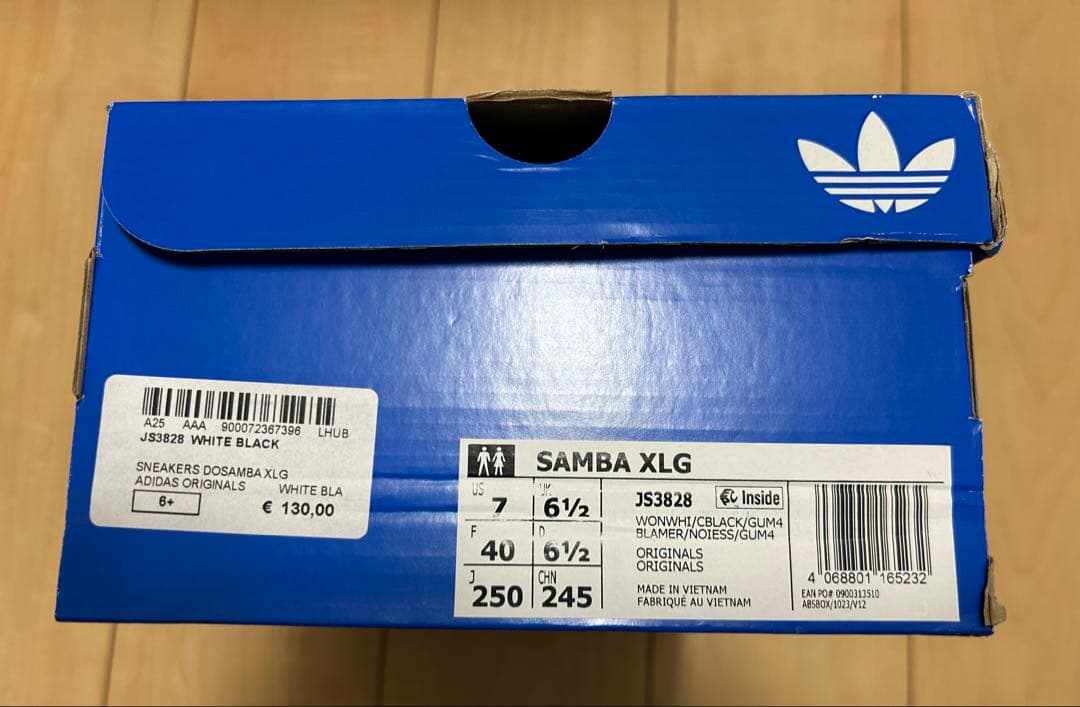 A25 AAA 900072367396 LHUB
JS3828 WHITE BLACK
SNEAKERS DOSAMBA XLG
ADIDAS ORIGINALS WHITE BLA
6+ € 130,00
SAMBA XLG
US 7 UK 6½
F 40 D 6½
J 250 CHN 245
JS3828 Inside
WONWHI/CBLACK/GUM4
BLAMER/NOIESS/GUM4
ORIGINALS
ORIGINALS
MADE IN VIETNAM
FABRIQUÉ AU VIETNAM
4 068801 165232
EAN PO# 0900313510
ABSBOX/1023/V12